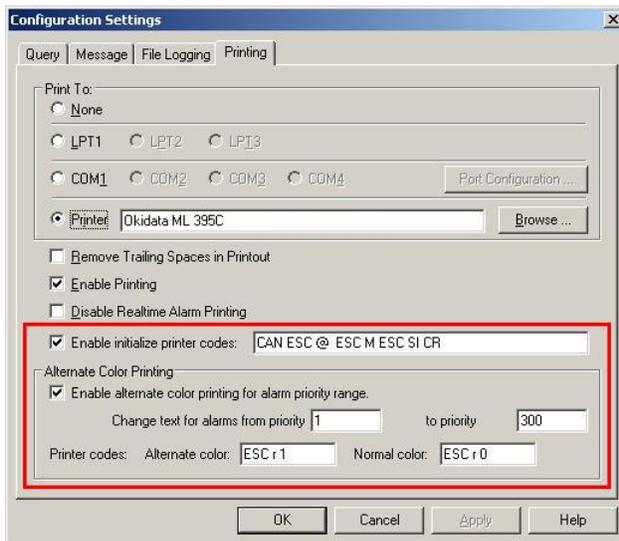 Configuration Settings
Query Message File Logging Printing
Print To:
None
LPT1 LPT2 LPT3
COM1 COM2 COM3 COM4 Port Configuration ...
Printer Okidata ML 395C Browse ...
Remove Trailing Spaces in Printout
Enable Printing
Disable Realtime Alarm Printing
Enable initialize printer codes: CAN ESC @ ESC M ESC SI CR
Alternate Color Printing
Enable alternate color printing for alarm priority range.
Change text for alarms from priority 1 to priority 300
Printer codes: Alternate color: ESC r 1 Normal color: ESC r 0
OK Cancel Apply Help